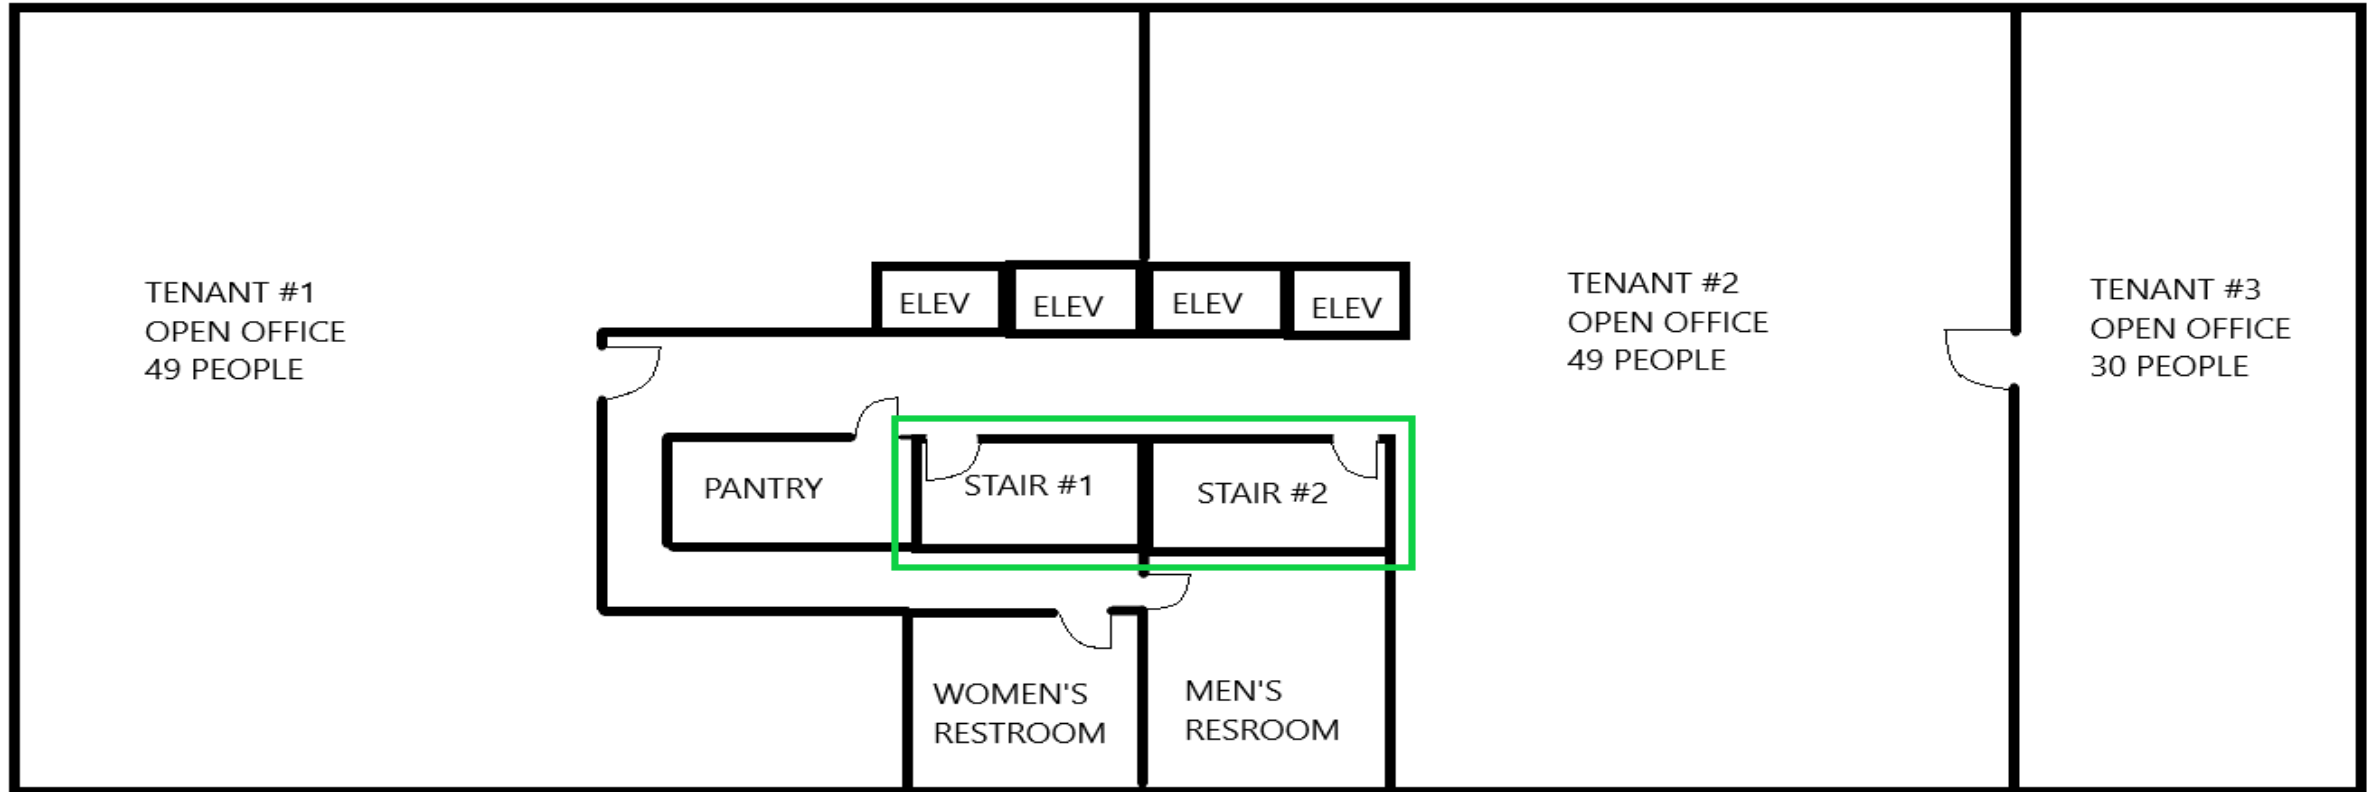 TENANT #1
OPEN OFFICE
49 PEOPLE
ELEV
ELEV
ELEV
ELEV
TENANT #2
OPEN OFFICE
49 PEOPLE
TENANT #3
OPEN OFFICE
30 PEOPLE
PANTRY
STAIR #1
STAIR #2
WOMEN'S
RESTROOM
MEN'S
RESROOM